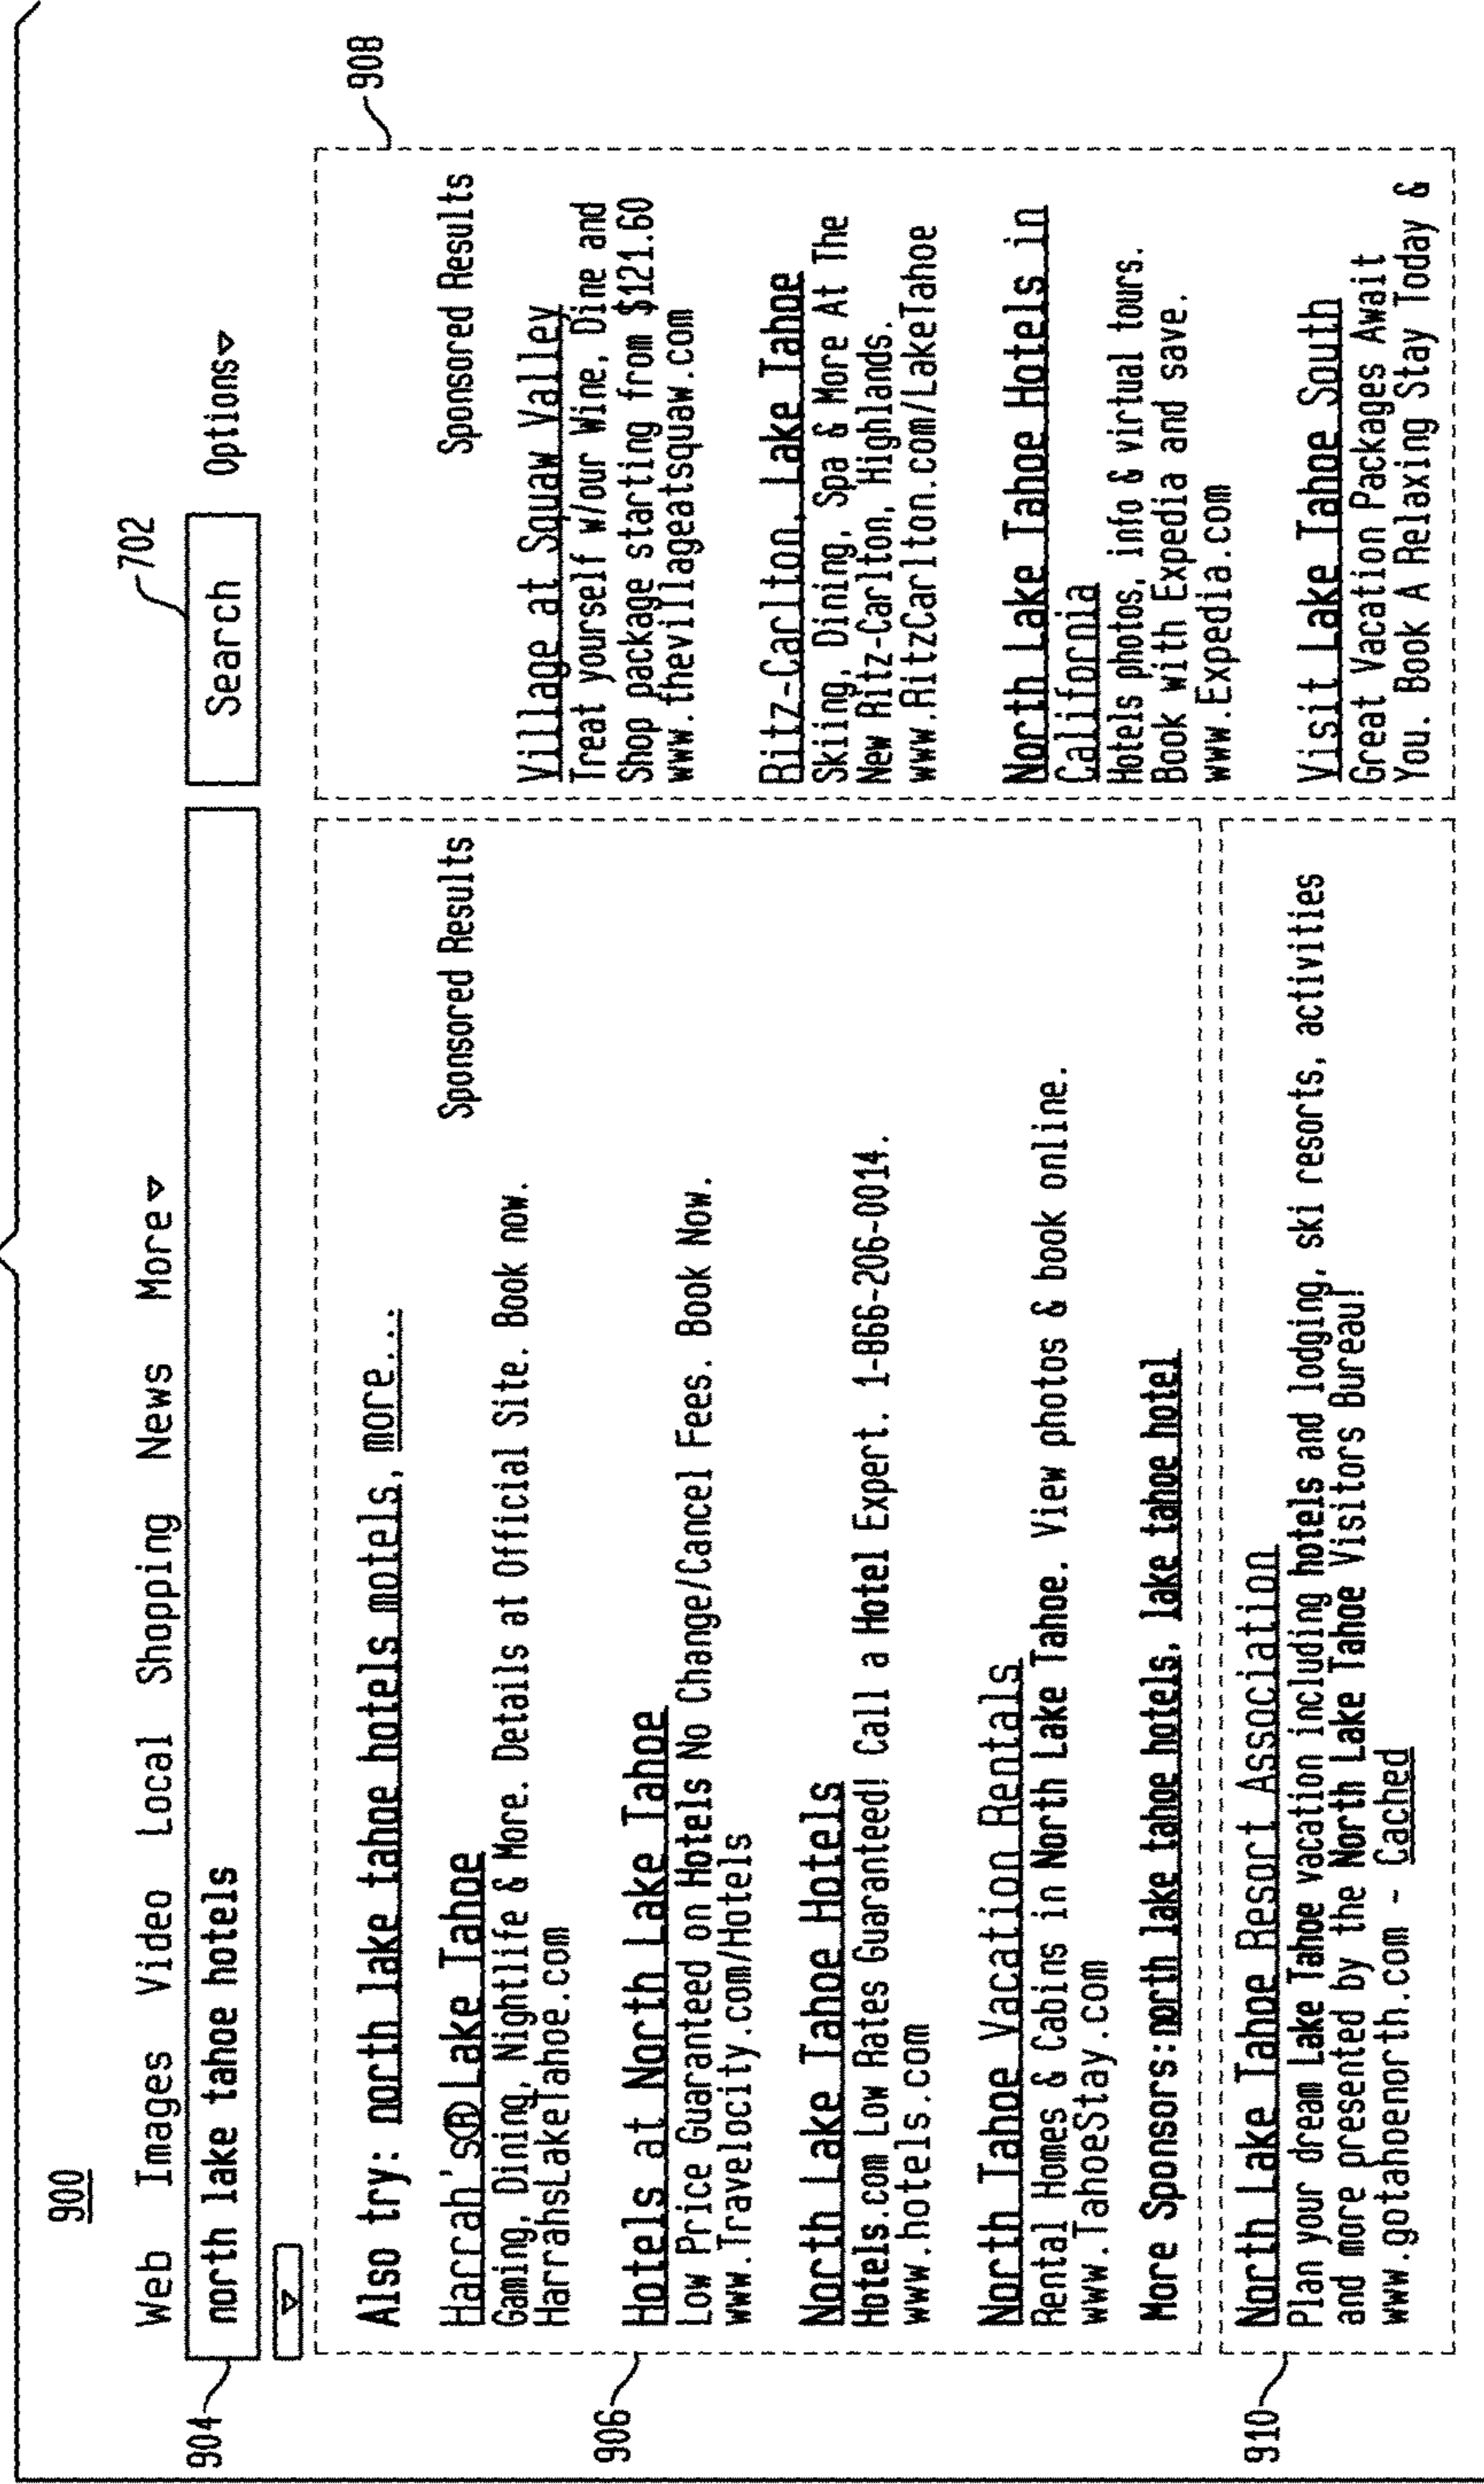 900
Web Images Video Local Shopping News More
904
north lake tahoe hotels
Search
702
Options
906
Also try: north lake tahoe hotels motels, more...
Sponsored Results
Harrah's® Lake Tahoe
Gaming, Dining, Nightlife & More. Details at Official Site. Book now.
HarrahsLakeTahoe.com
Hotels at North Lake Tahoe
Low Price Guaranteed on Hotels No Change/Cancel Fees. Book Now.
www.Travelocity.com/Hotels
North Lake Tahoe Hotels
Hotels.com Low Rates Guaranteed! Call a Hotel Expert. 1-866-206-0014.
www.hotels.com
North Tahoe Vacation Rentals
Rental Homes & Cabins in North Lake Tahoe. View photos & book online.
www.TahoeStay.com
More Sponsors: north lake tahoe hotels, lake tahoe hotel
908
Sponsored Results
Village at Squaw Valley
Treat yourself w/our Wine, Dine and
Shop package starting from $121.60
www.thevillageatsquaw.com
Ritz-Carlton, Lake Tahoe
Skiing, Dining, Spa & More At The
New Ritz-Carlton, Highlands.
www.RitzCarlton.com/LakeTahoe
North Lake Tahoe Hotels in
California
Hotels photos, info & virtual tours.
Book with Expedia and save.
www.Expedia.com
Visit Lake Tahoe South
Great Vacation Packages Await
You. Book A Relaxing Stay Today &
910
North Lake Tahoe Resort Association
Plan your dream Lake Tahoe vacation including hotels and lodging, ski resorts, activities
and more presented by the North Lake Tahoe Visitors Bureau!
www.gotahoenorth.com - Cached